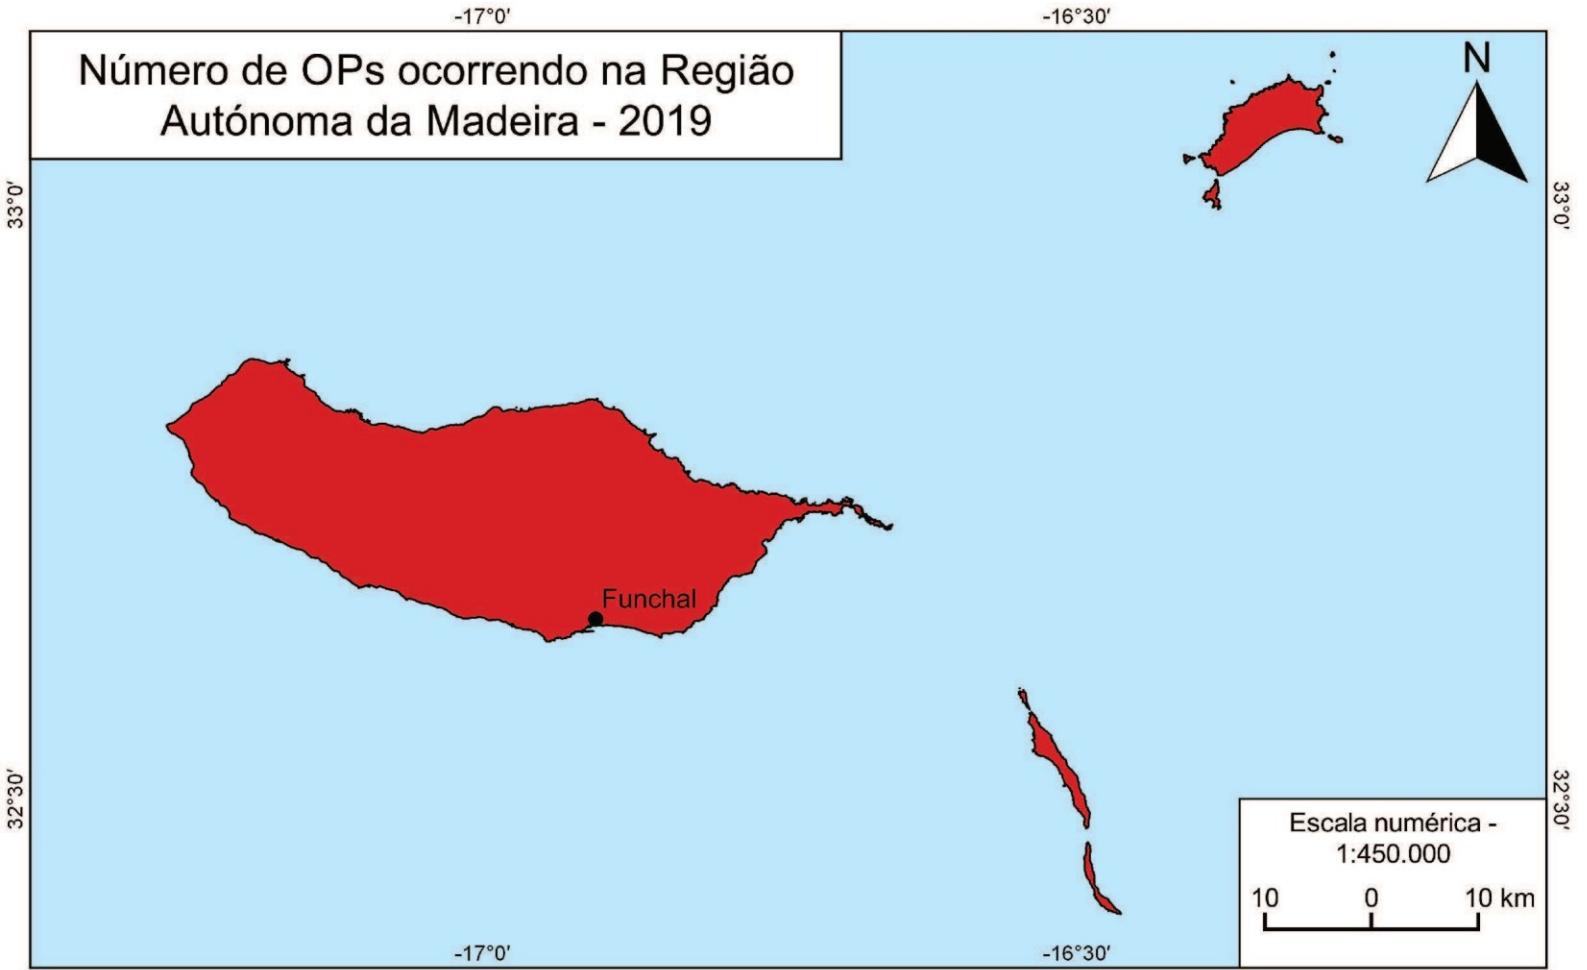 -17°0'
-16°30'
Número de OPs ocorrendo na Região
Autónoma da Madeira - 2019
N
33°0'
33°0'
Funchal
32°30'
32°30'
Escala numérica -
1:450.000
10 0 10 km
-17°0'
-16°30'